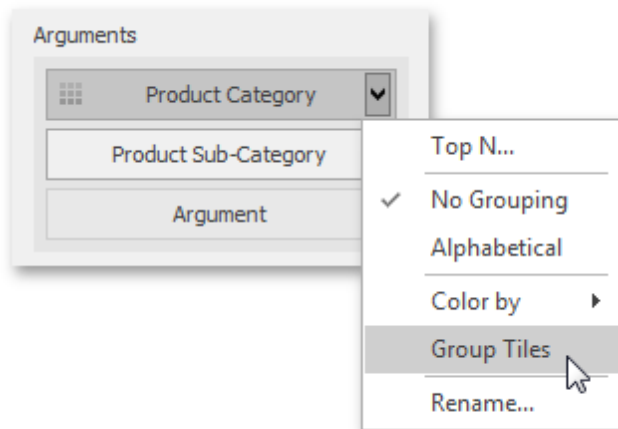 Arguments
Product Category
Product Sub-Category
Argument
Top N...
No Grouping
Alphabetical
Color by
Group Tiles
Rename...